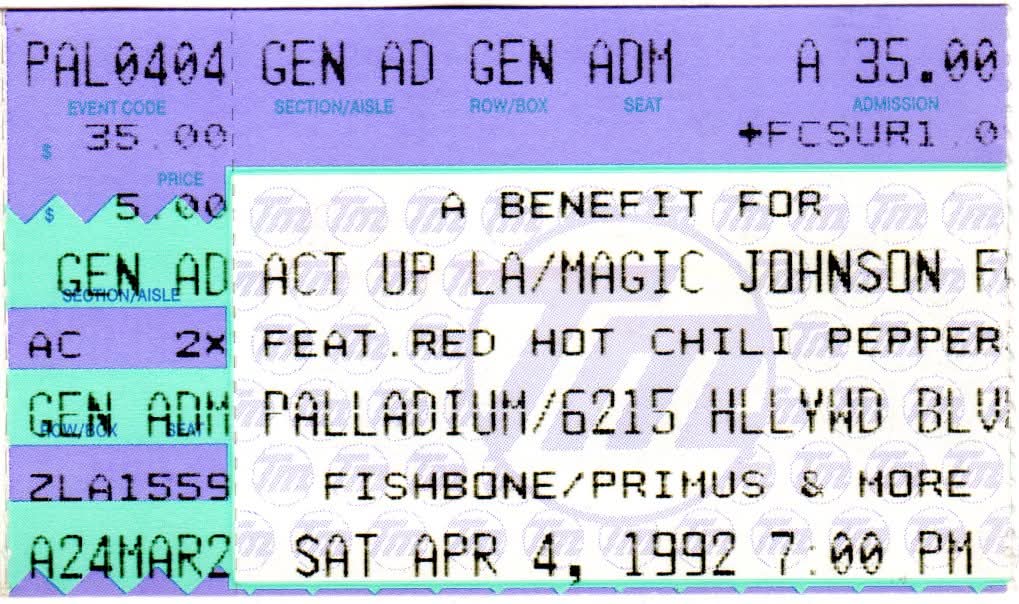 PAL0404 GEN AD GEN ADM A 35.00
EVENT CODE SECTION/AISLE ROW/BOX SEAT ADMISSION
$ 35.00 +FCSUR1.0
PRICE
$ 5.00 A BENEFIT FOR
GEN AD ACT UP LA/MAGIC JOHNSON F
SECTION/AISLE
AC 2x FEAT.RED HOT CHILI PEPPER
GEN ADM PALLADIUM/6215 HLLYWD BLV
ROW/BOX SEAT
ZLA1559 FISHBONE/PRIMUS & MORE
A24MAR2 SAT APR 4, 1992 7:00 PM